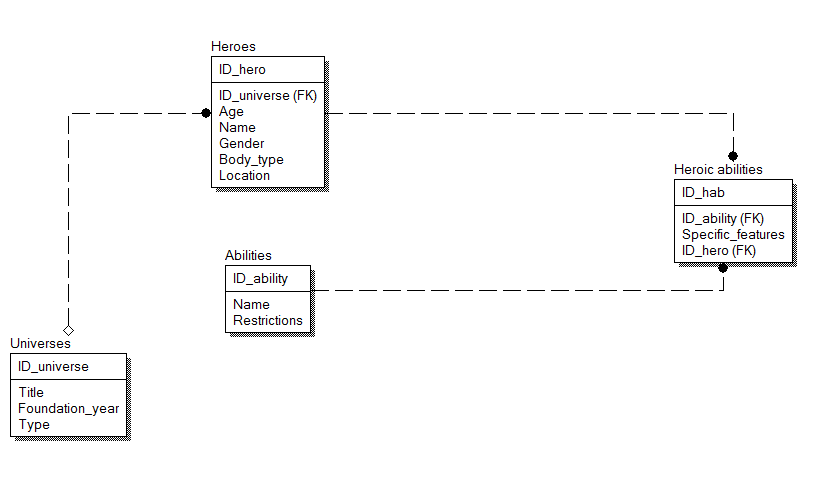 Heroes
ID_hero
ID_universe (FK)
Age
Name
Gender
Body_type
Location
Heroic abilities
ID_hab
ID_ability (FK)
Specific_features
ID_hero (FK)
Abilities
ID_ability
Name
Restrictions
Universes
ID_universe
Title
Foundation_year
Type